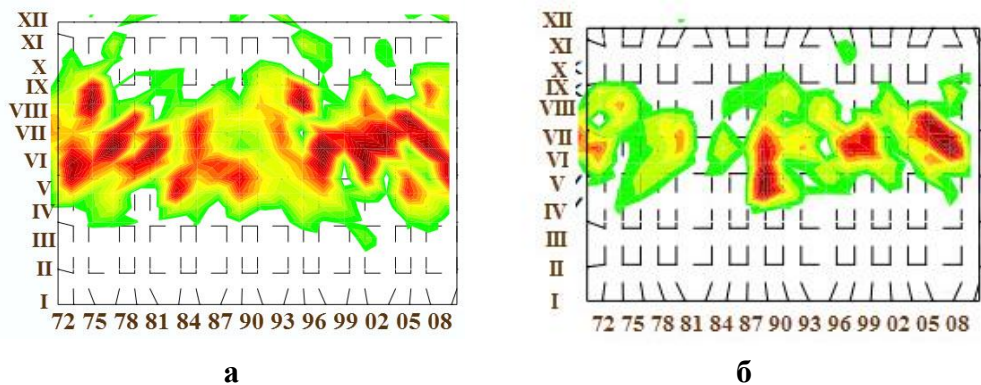 XII
XI
X
IX
VIII
VII
VI
V
IV
III
II
I
72 75 78 81 84 87 90 93 96 99 02 05 08
а
XII
XI
X
IX
VIII
VII
VI
V
IV
III
II
I
72 75 78 81 84 87 90 93 96 99 02 05 08
б